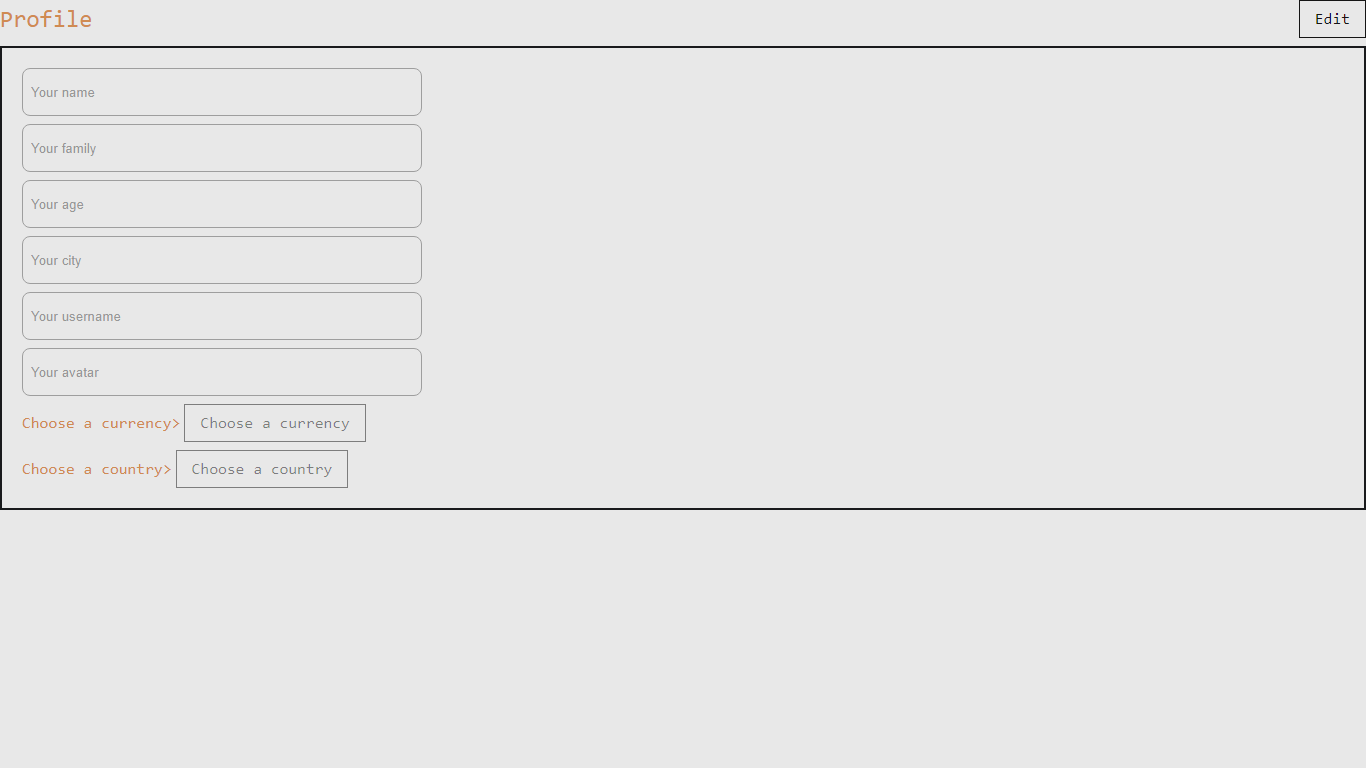 Profile
Edit
Your name
Your family
Your age
Your city
Your username
Your avatar
Choose a currency> Choose a currency
Choose a country> Choose a country